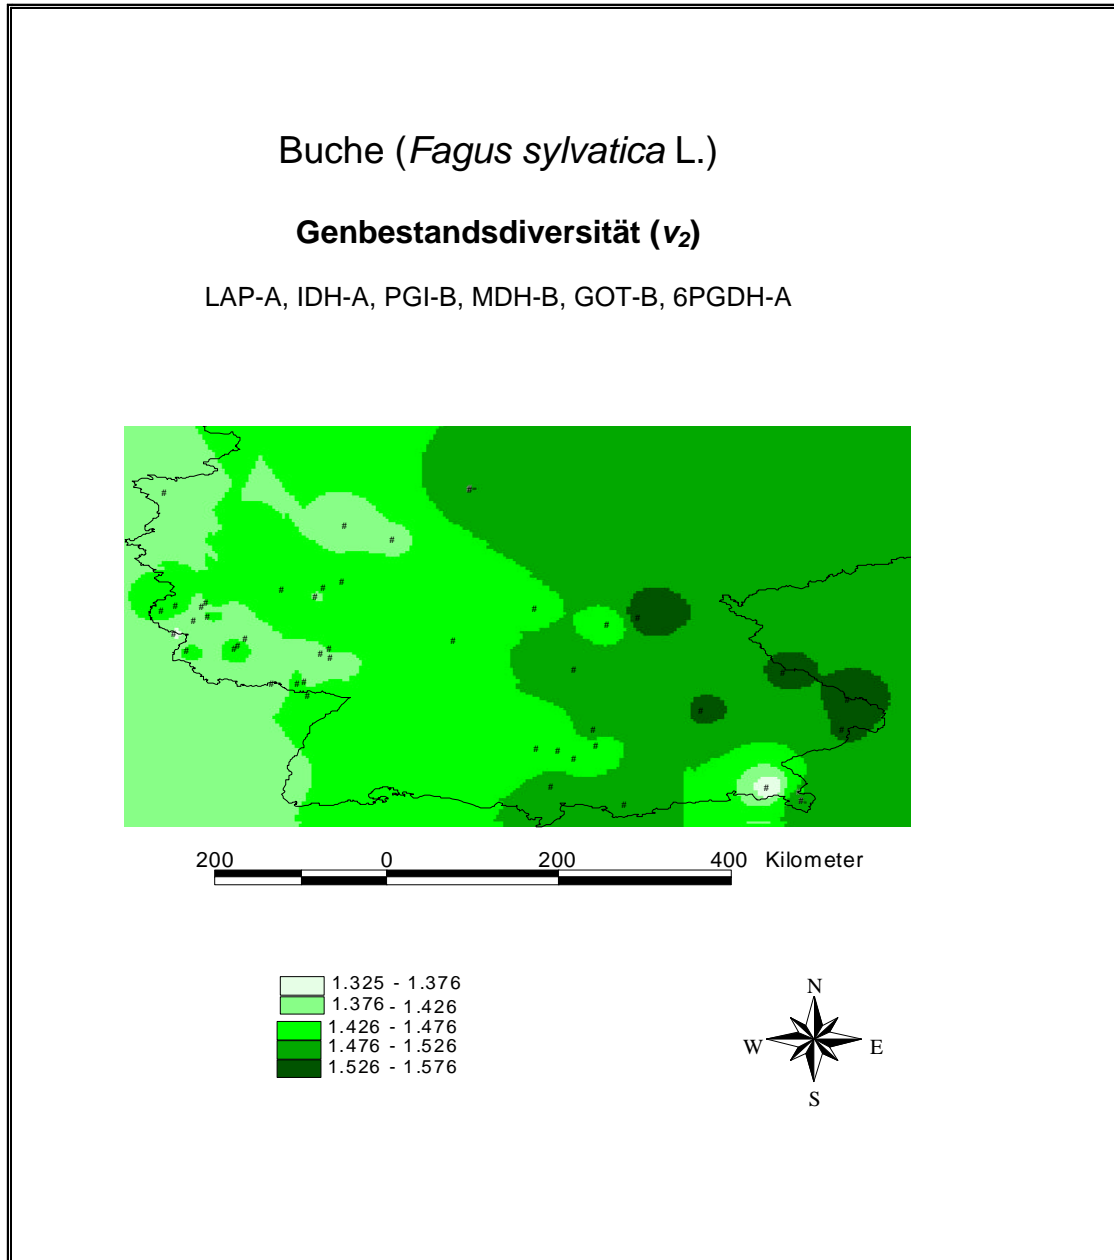 Buche (Fagus sylvatica L.)
Genbestandsdiversität (v2)
LAP-A, IDH-A, PGI-B, MDH-B, GOT-B, 6PGDH-A
200 0 200 400 Kilometer
1.325 - 1.376
1.376 - 1.426
1.426 - 1.476
1.476 - 1.526
1.526 - 1.576
N
W E
S